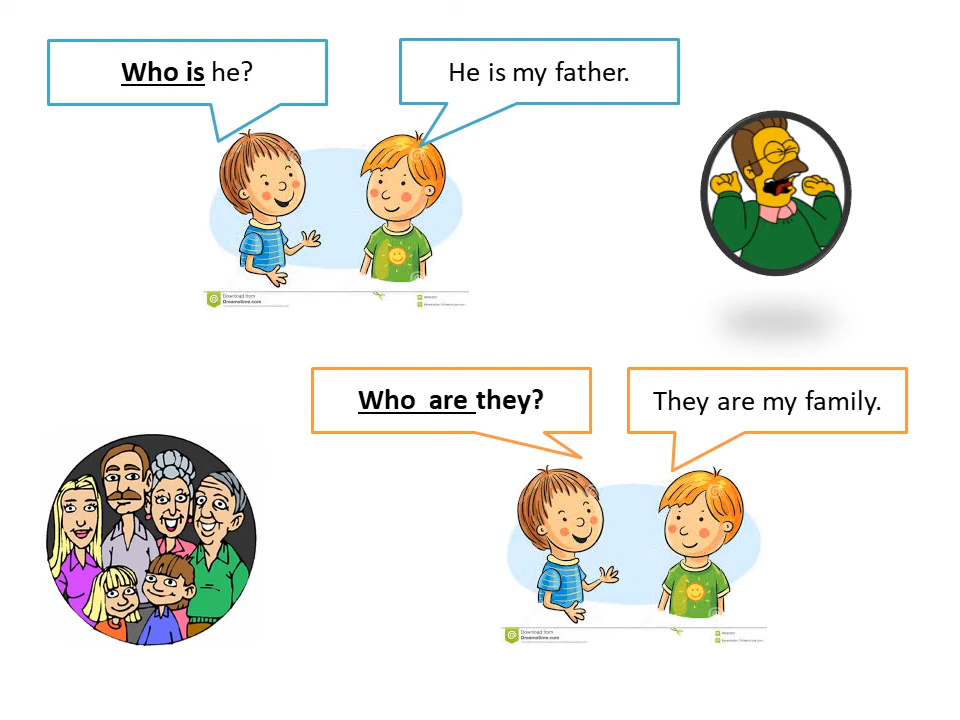 Who is he?
He is my father.
Download from
Dreamstime.com
Who are they?
They are my family.
Download from
Dreamstime.com